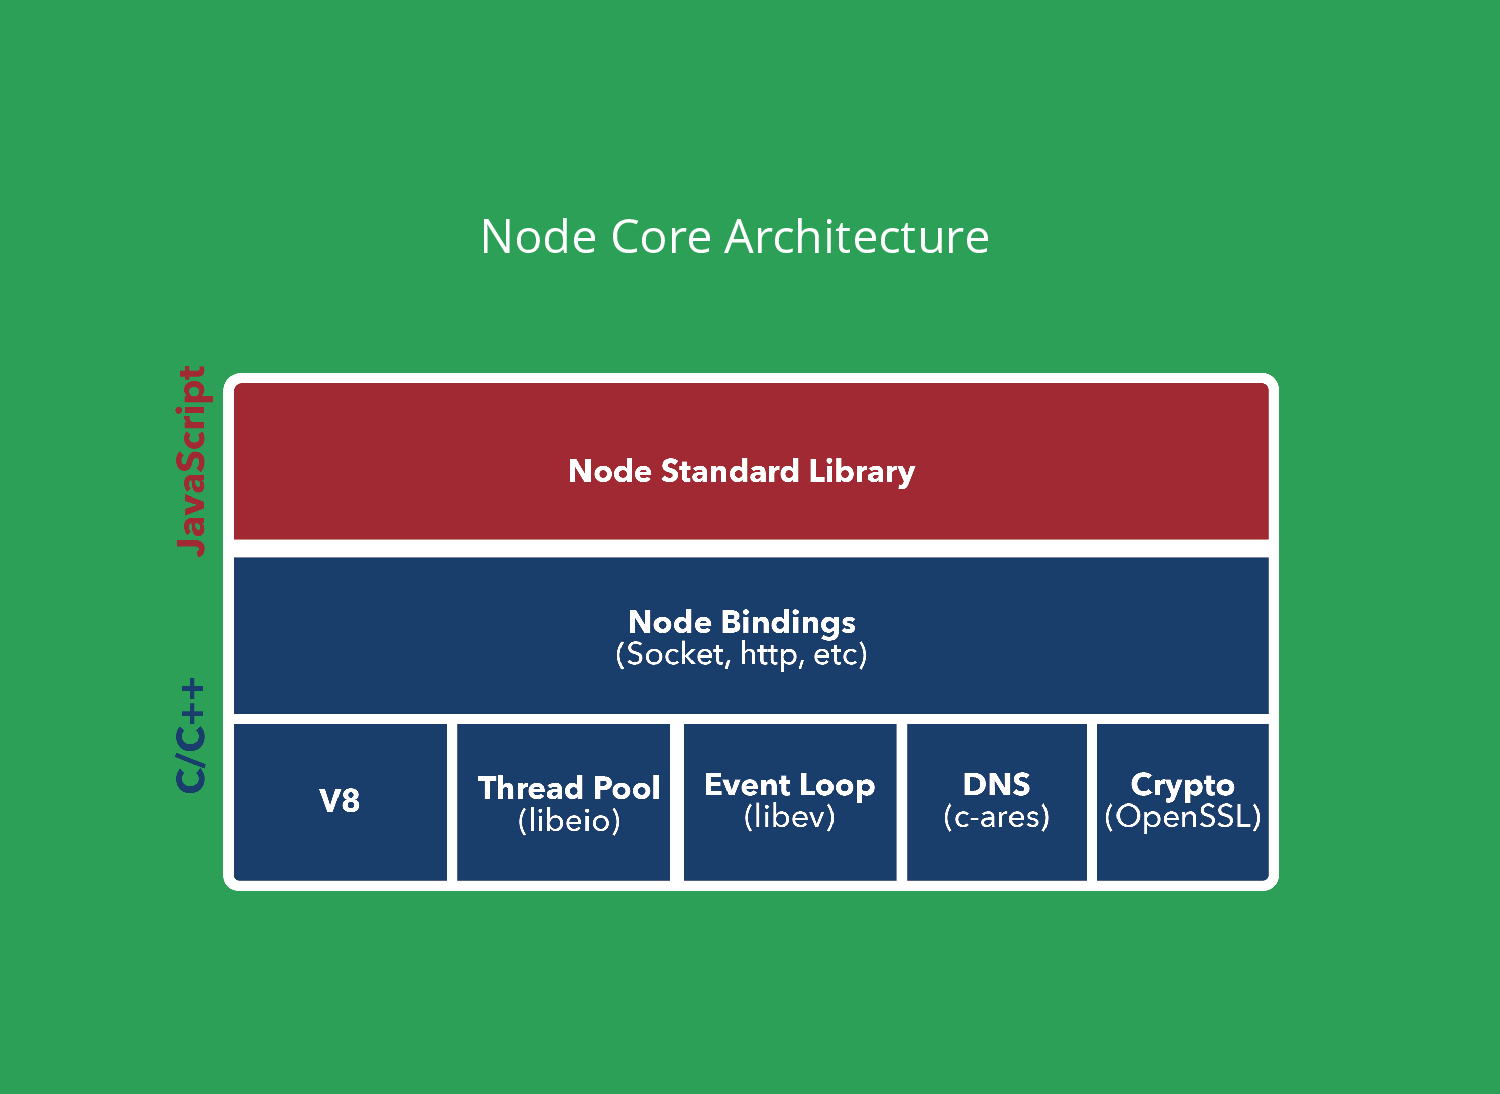 Node Core Architecture
JavaScript
Node Standard Library
C/C++
Node Bindings
(Socket, http, etc)
V8
Thread Pool
(libeio)
Event Loop
(libev)
DNS
(c-ares)
Crypto
(OpenSSL)